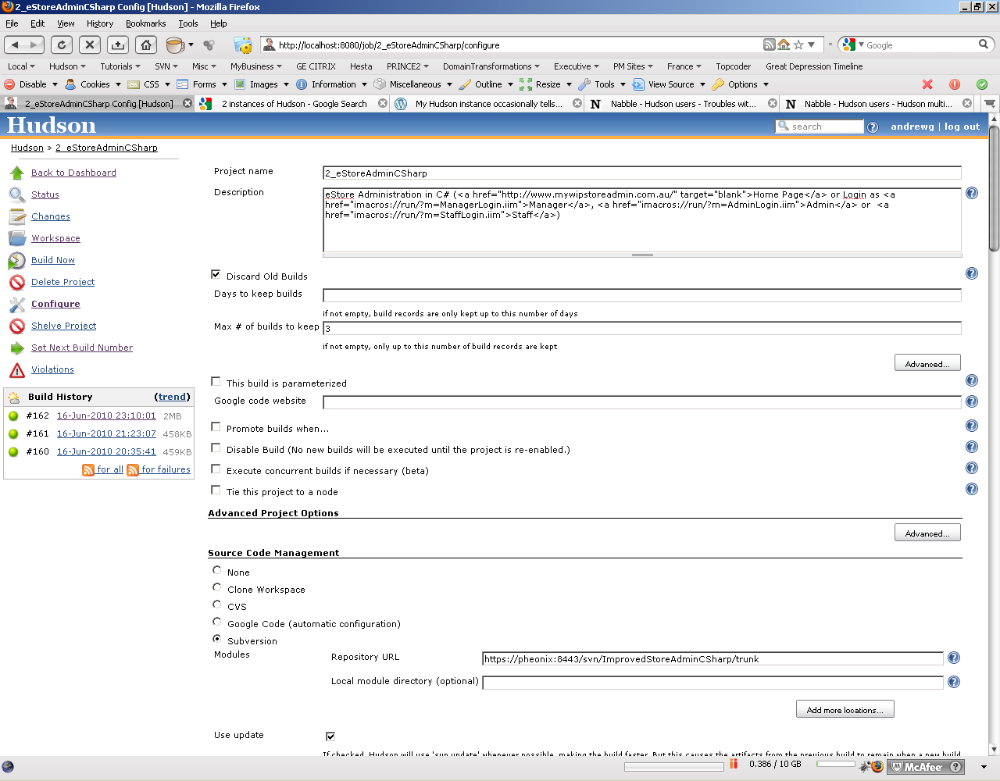 2_eStoreAdminCSharp Config [Hudson] - Mozilla Firefox
File Edit View History Bookmarks Tools Help
http://localhost:8080/job/2_eStoreAdminCSharp/configure Google
Local Hudson Tutorials SVN Misc MyBusiness GE CITRIX Hesta PRINCE2 DomainTransformations Executive PM Sites France Topcoder Great Depression Timeline
Disable Cookies CSS Forms Images Information Miscellaneous Outline Resize Tools View Source Options
2_eStoreAdminCSharp Config [Hudson] 2 instances of Hudson - Google Search My Hudson instance occasionally tells... Nabble - Hudson users - Troubles wit... Nabble - Hudson users - Hudson multi...
Hudson search andrewg | log out
Hudson » 2_eStoreAdminCSharp
Back to Dashboard
Status
Changes
Workspace
Build Now
Delete Project
Configure
Shelve Project
Set Next Build Number
Violations
Build History (trend)
#162 16-Jun-2010 23:10:01 2MB
#161 16-Jun-2010 21:23:07 458KB
#160 16-Jun-2010 20:35:41 459KB
for all for failures
Project name 2_eStoreAdminCSharp
Description eStore Administration in C# (<a href="http://www.mywipstoreadmin.com.au/" target="blank">Home Page</a> or Login as <a
href="imacros://run/?m=ManagerLogin.iim">Manager</a>, <a href="imacros://run/?m=AdminLogin.iim">Admin</a> or <a
href="imacros://run/?m=StaffLogin.iim">Staff</a>)
Discard Old Builds
Days to keep builds
if not empty, build records are only kept up to this number of days
Max # of builds to keep 3
if not empty, only up to this number of build records are kept
Advanced...
This build is parameterized
Google code website
Promote builds when...
Disable Build (No new builds will be executed until the project is re-enabled.)
Execute concurrent builds if necessary (beta)
Tie this project to a node
Advanced Project Options
Advanced...
Source Code Management
None
Clone Workspace
CVS
Google Code (automatic configuration)
Subversion
Modules Repository URL https://pheonix:8443/svn/ImprovedStoreAdminCSharp/trunk
Local module directory (optional)
Add more locations...
Use update
If checked, Hudson will use 'svn update' whenever possible, making the build faster. But this causes the artifacts from the previous build to remain when a new build
0.386 / 10 GB McAfee